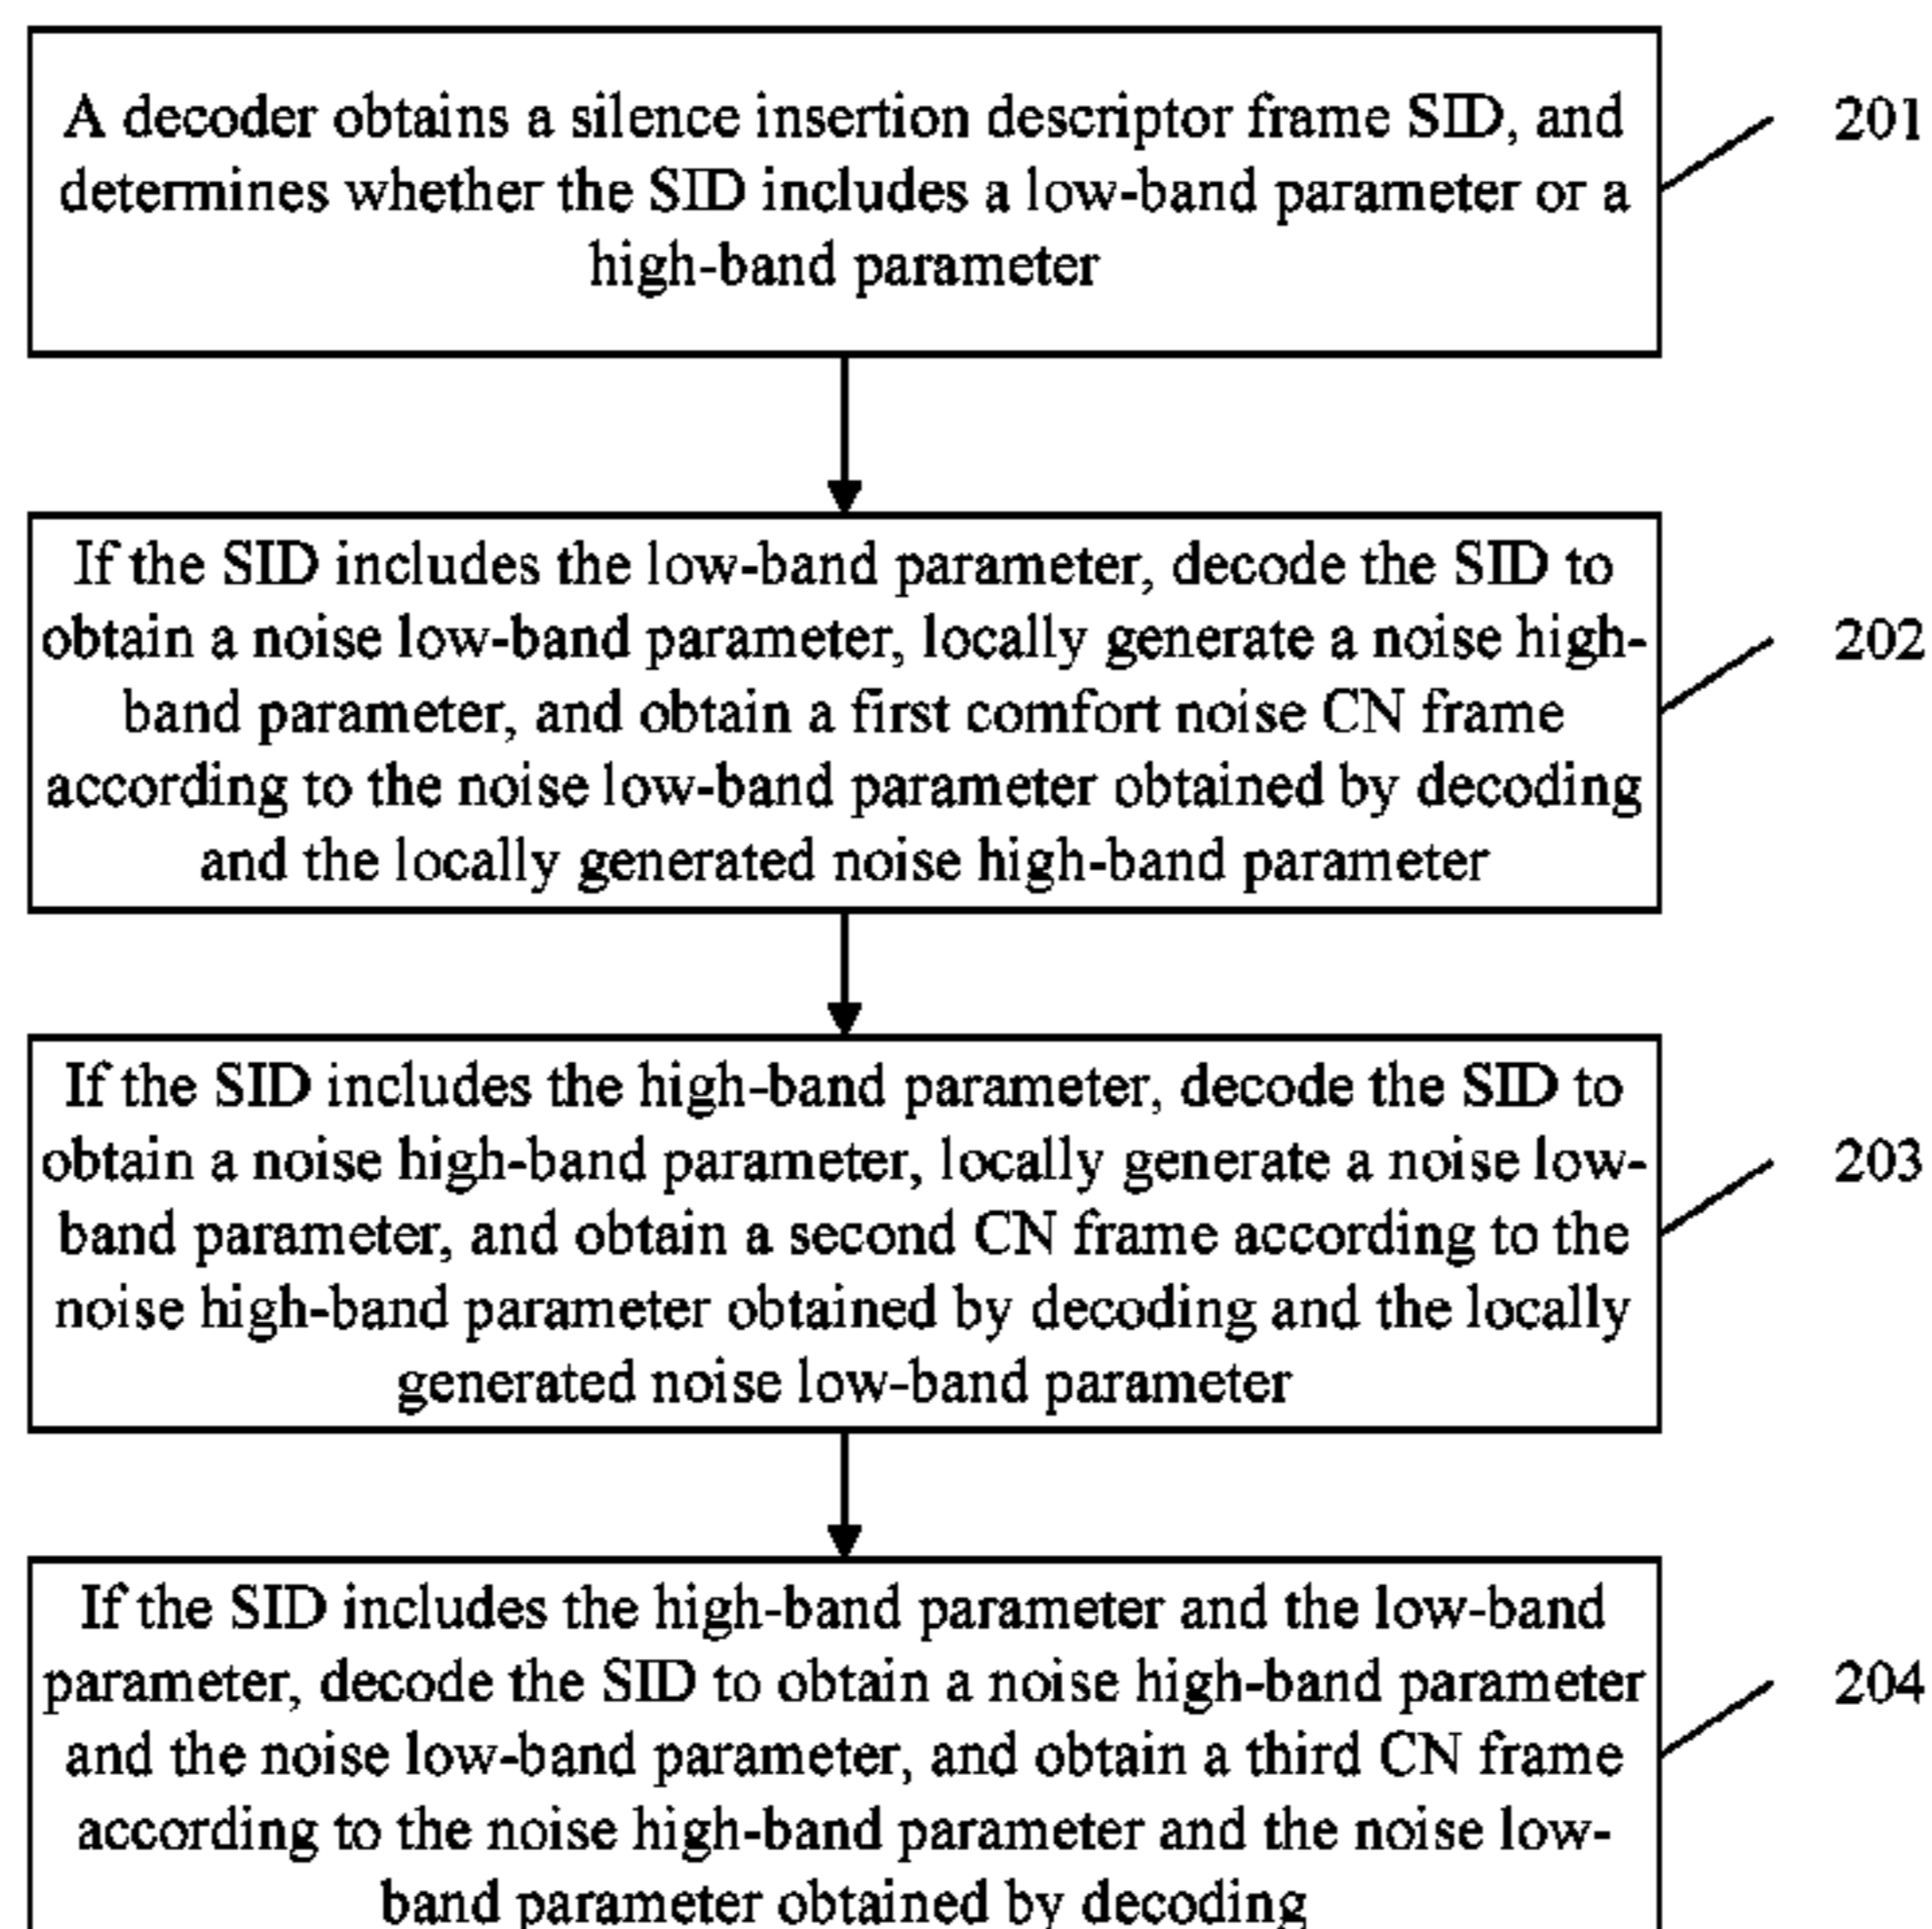 A decoder obtains a silence insertion descriptor frame SID, and
determines whether the SID includes a low-band parameter or a
high-band parameter
201
If the SID includes the low-band parameter, decode the SID to
obtain a noise low-band parameter, locally generate a noise high-
band parameter, and obtain a first comfort noise CN frame
according to the noise low-band parameter obtained by decoding
and the locally generated noise high-band parameter
202
If the SID includes the high-band parameter, decode the SID to
obtain a noise high-band parameter, locally generate a noise low-
band parameter, and obtain a second CN frame according to the
noise high-band parameter obtained by decoding and the locally
generated noise low-band parameter
203
If the SID includes the high-band parameter and the low-band
parameter, decode the SID to obtain a noise high-band parameter
and the noise low-band parameter, and obtain a third CN frame
according to the noise high-band parameter and the noise low-
band parameter obtained by decoding
204